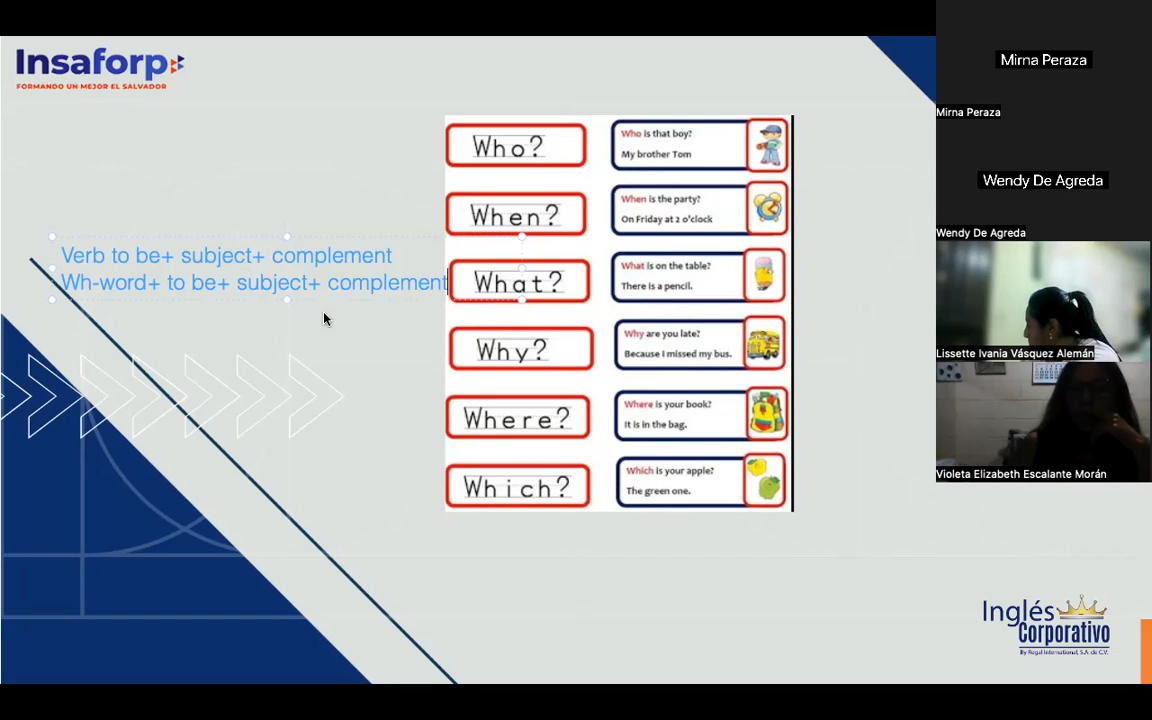 Insaforp
FORMANDO UN MEJOR EL SALVADOR
Verb to be+ subject+ complement
Wh-word+ to be+ subject+ complement
Who?
Who is that boy?
My brother Tom
When?
When is the party?
On Friday at 2 o'clock
What?
What is on the table?
There is a pencil.
Why?
Why are you late?
Because I missed my bus.
Where?
Where is your book?
It is in the bag.
Which?
Which is your apple?
The green one.
Mirna Peraza
Mirna Peraza
Wendy De Agreda
Wendy De Agreda
Lissette Ivania Vásquez Alemán
Violeta Elizabeth Escalante Morán
Inglés
Corporativo
By Regal International, S.A. de C.V.